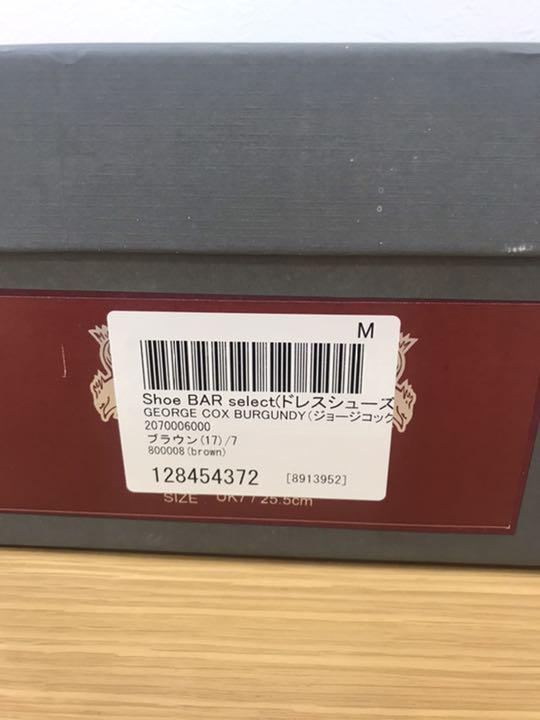 M
Shoe BAR select(ドレスシューズ
GEORGE COX BURGUNDY(ジョージコック
2070006000
ブラウン(17)/7
800008(brown)
128454372 [8913952]
SIZE UK7 / 25.5cm